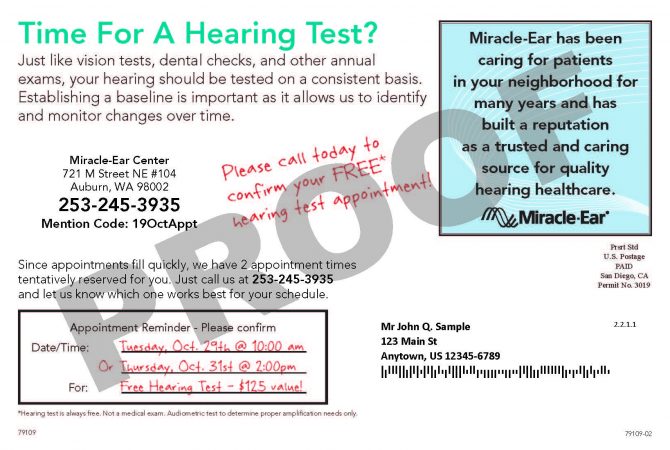 Time For A Hearing Test?
Just like vision tests, dental checks, and other annual
exams, your hearing should be tested on a consistent basis.
Establishing a baseline is important as it allows us to identify
and monitor changes over time.
Miracle-Ear has been
caring for patients
in your neighborhood for
many years and has
built a reputation
as a trusted and caring
source for quality
hearing healthcare.
Miracle-Ear®
Miracle-Ear Center
721 M Street NE #104
Auburn, WA 98002
253-245-3935
Mention Code: 19OctAppt
Please call today to
confirm your FREE*
hearing test appointment!
PROOF
Prsrt Std
U.S. Postage
PAID
San Diego, CA
Permit No. 3019
Since appointments fill quickly, we have 2 appointment times
tentatively reserved for you. Just call us at 253-245-3935
and let us know which one works best for your schedule.
Appointment Reminder - Please confirm
Date/Time: Tuesday, Oct. 29th @ 10:00 am
Or Thursday, Oct. 31st @ 2:00pm
For: Free Hearing Test - $125 value!
Mr John Q. Sample
123 Main St
Anytown, US 12345-6789
2.2.1.1
*Hearing test is always free. Not a medical exam. Audiometric test to determine proper amplification needs only.
79109
79109-02